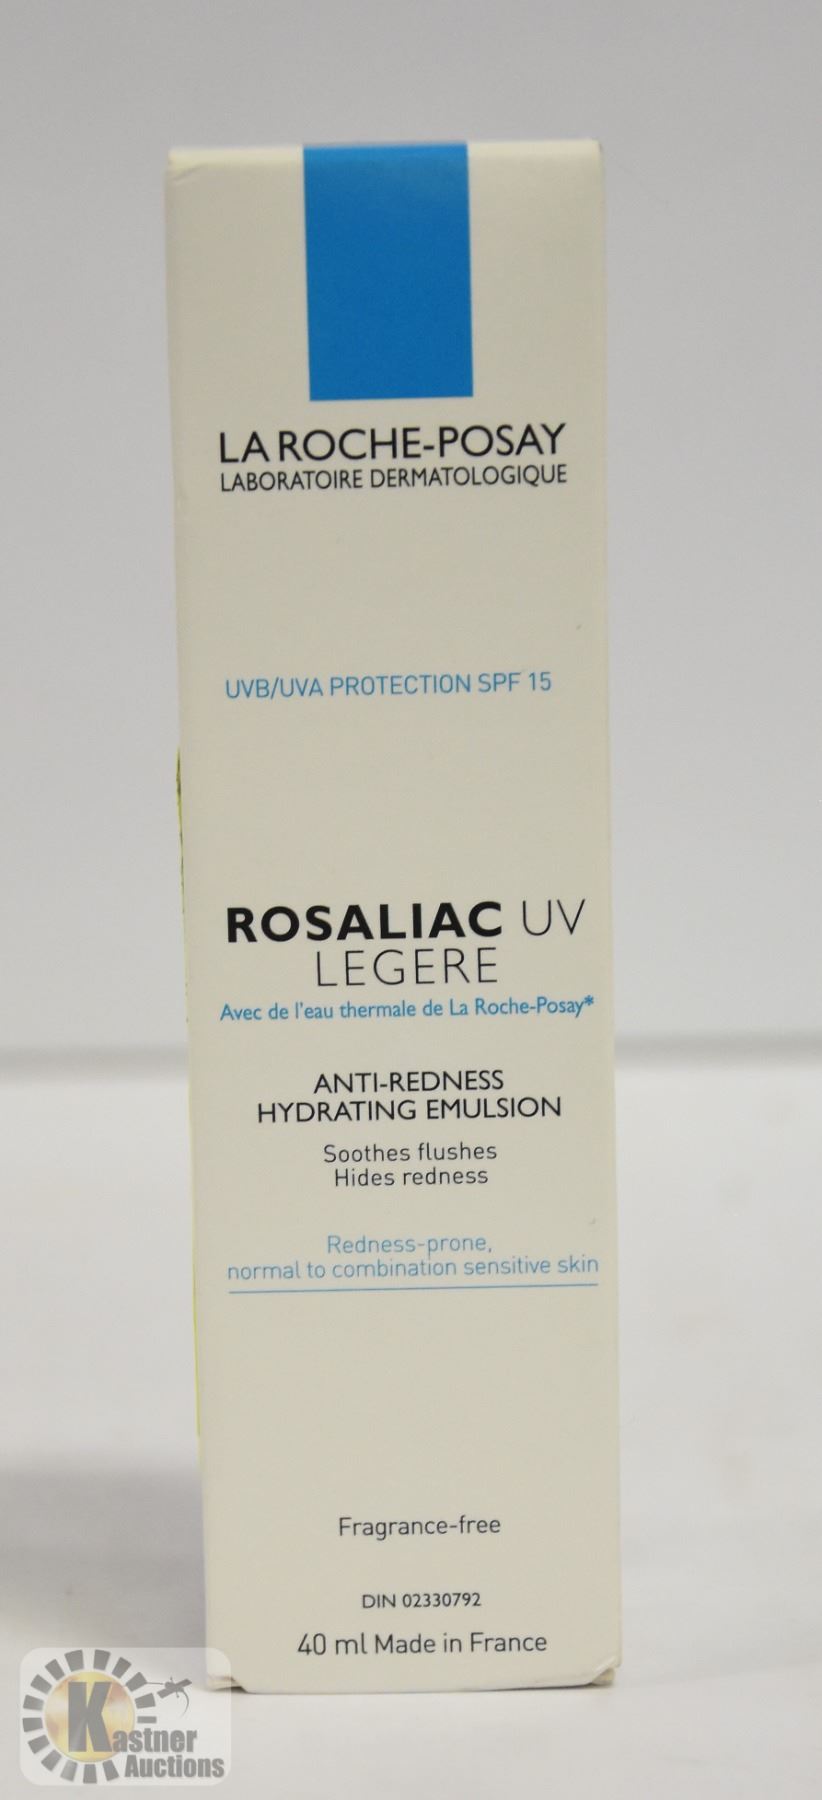 LA ROCHE-POSAY
LABORATOIRE DERMATOLOGIQUE
UVB/UVA PROTECTION SPF 15
ROSALIAC UV
LEGERE
Avec de l'eau thermale de La Roche-Posay*
ANTI-REDNESS
HYDRATING EMULSION
Soothes flushes
Hides redness
Redness-prone,
normal to combination sensitive skin
Fragrance-free
DIN 02330792
40 ml Made in France
Kastner
Auctions